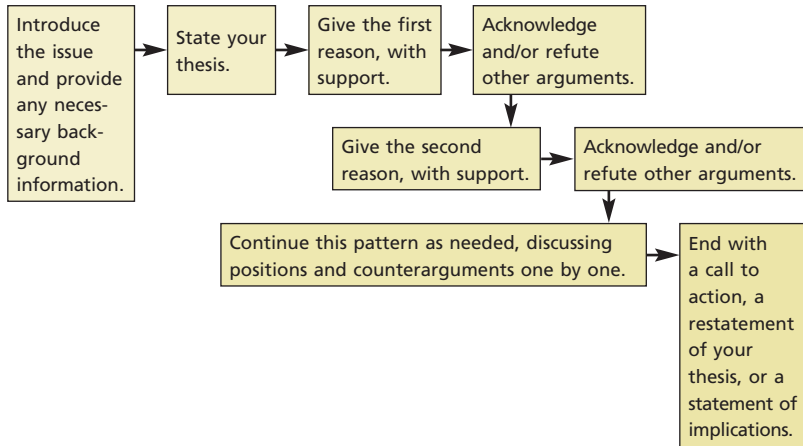 Introduce
the issue
and provide
any neces-
sary back-
ground
information.
State your
thesis.
Give the first
reason, with
support.
Acknowledge
and/or refute
other arguments.
Give the second
reason, with support.
Acknowledge and/or
refute other arguments.
Continue this pattern as needed, discussing
positions and counterarguments one by one.
End with
a call to
action, a
restatement
of your
thesis, or a
statement of
implications.